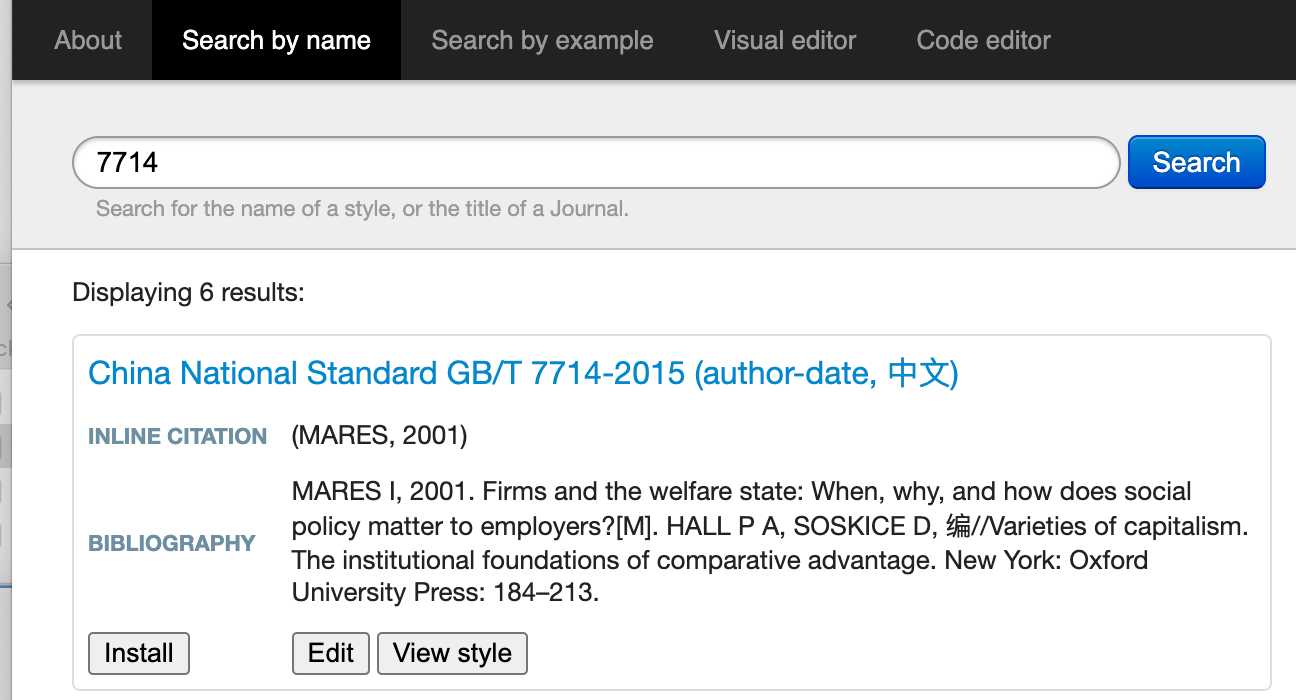 About Search by name Search by example Visual editor Code editor
7714 Search
Search for the name of a style, or the title of a Journal.
Displaying 6 results:
China National Standard GB/T 7714-2015 (author-date, 中文)
INLINE CITATION (MARES, 2001)
MARES I, 2001. Firms and the welfare state: When, why, and how does social
policy matter to employers?[M]. HALL P A, SOSKICE D, 编//Varieties of capitalism.
BIBLIOGRAPHY
The institutional foundations of comparative advantage. New York: Oxford
University Press: 184–213.
Install Edit View style